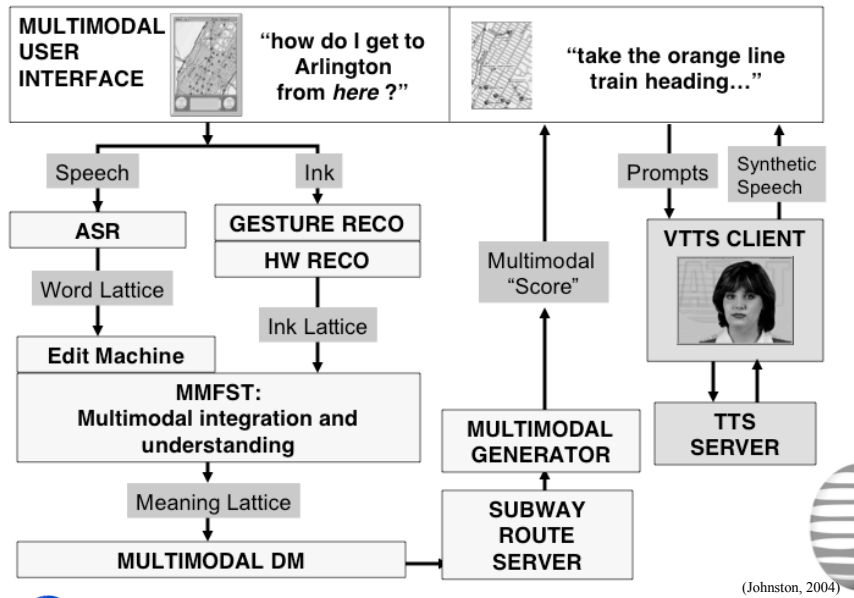 MULTIMODAL
USER
INTERFACE
“how do I get to
Arlington
from here ?”
“take the orange line
train heading…”
Speech
Ink
Prompts
Synthetic
Speech
ASR
GESTURE RECO
HW RECO
VTTS CLIENT
Word Lattice
Ink Lattice
Multimodal
“Score”
Edit Machine
MMFST:
Multimodal integration and
understanding
MULTIMODAL
GENERATOR
TTS
SERVER
Meaning Lattice
SUBWAY
ROUTE
SERVER
MULTIMODAL DM
(Johnston, 2004)